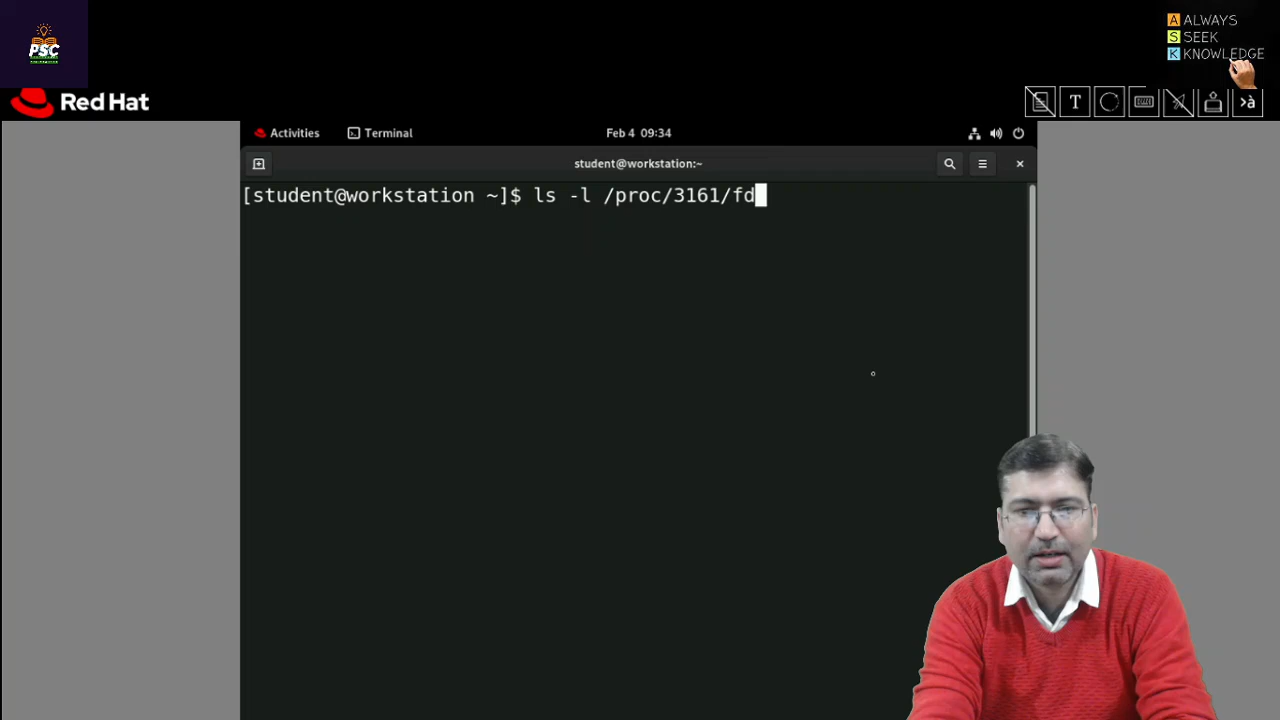 PSC
A ALWAYS
S SEEK
K KNOWLEDGE
Red Hat
T
>à
Activities
Terminal
Feb 4 09:34
student@workstation:~
[student@workstation ~]$ ls -l /proc/3161/fd